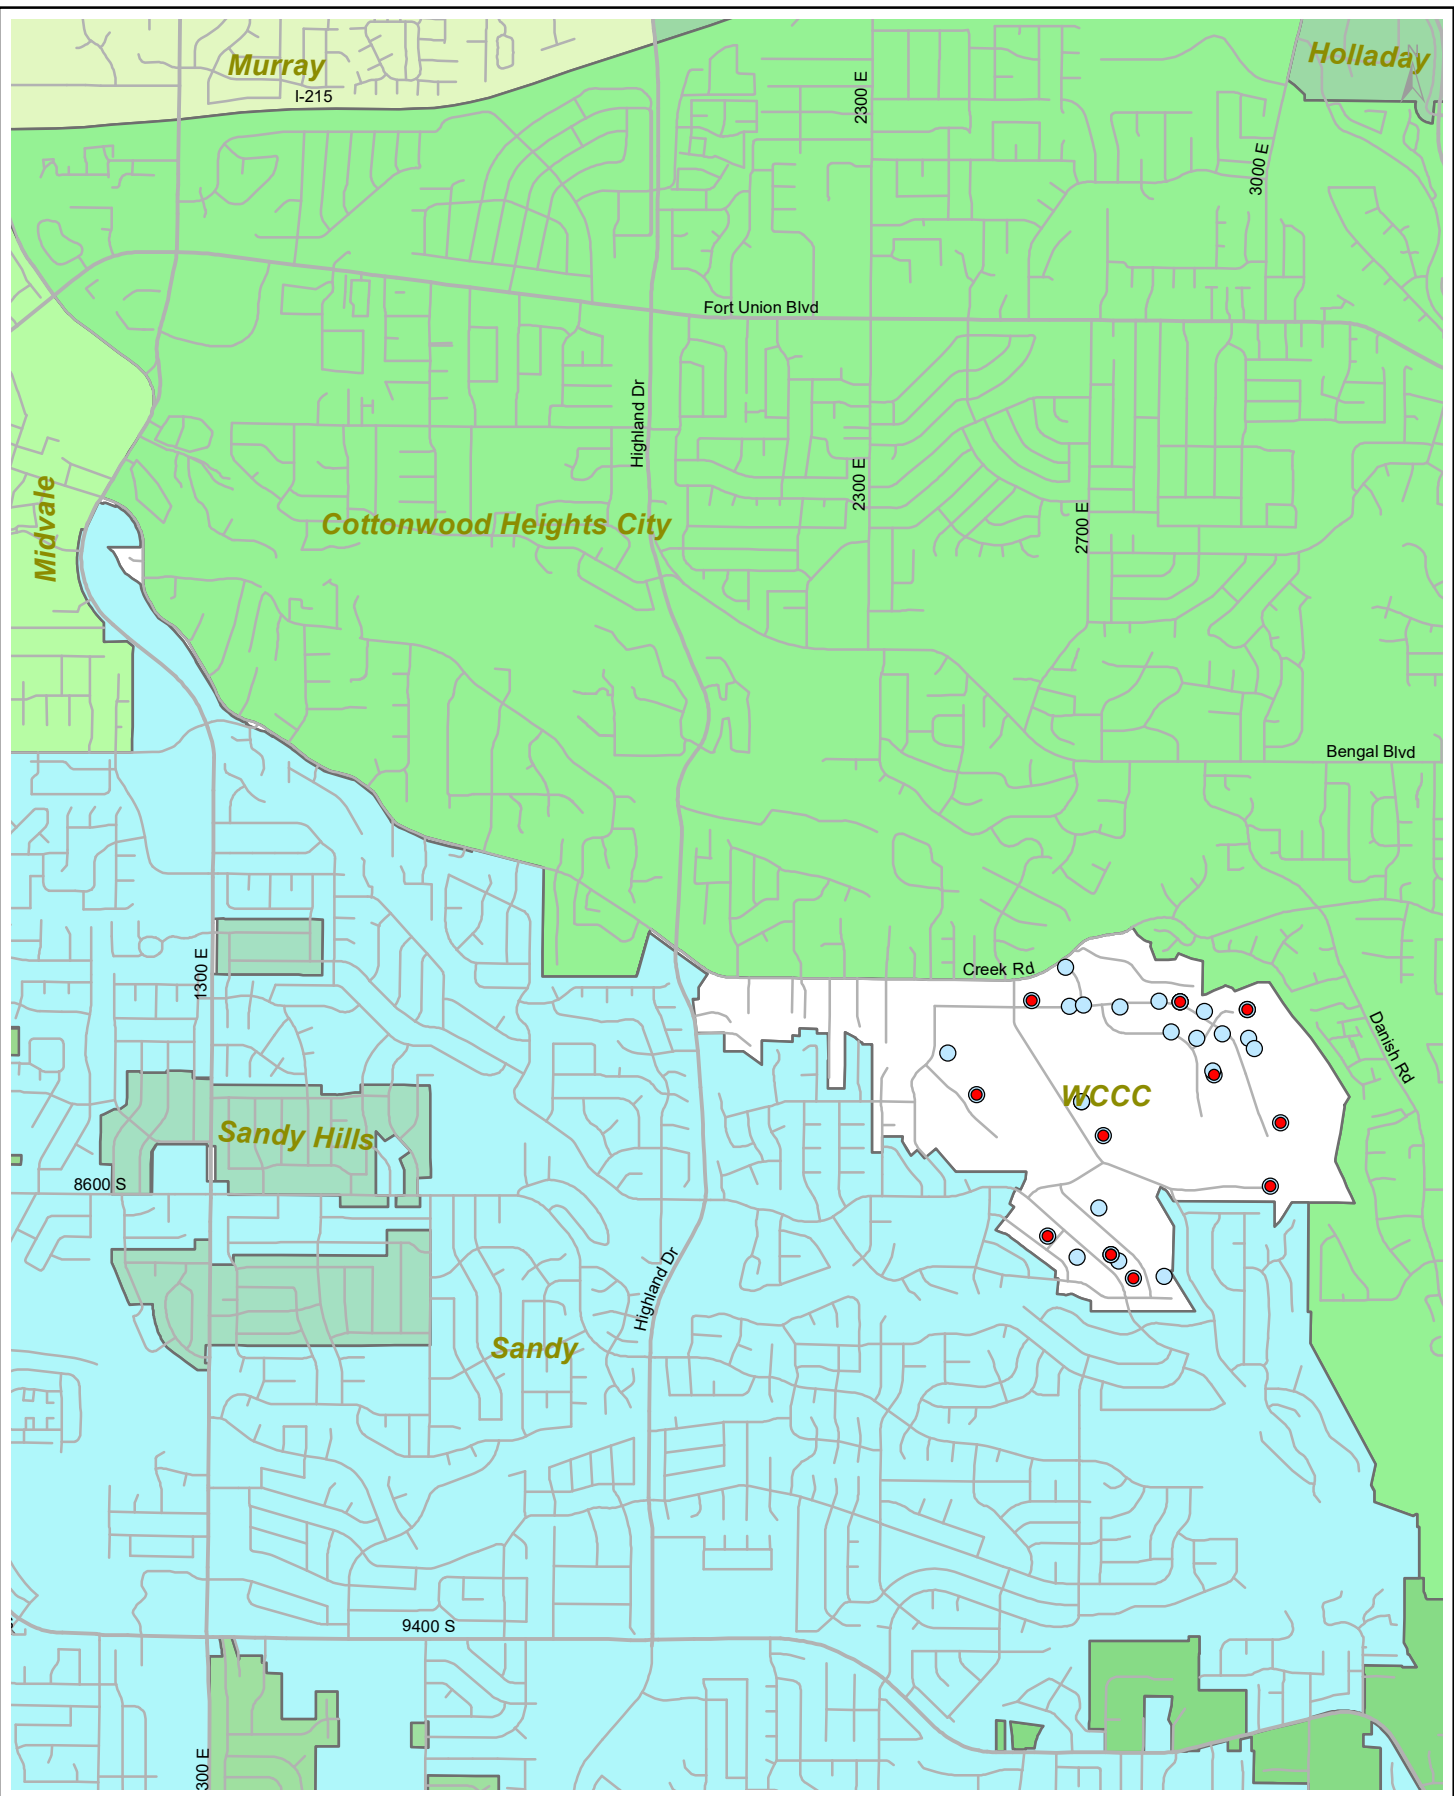 Murray
Holladay
I-215
2300 E
3000 E
Fort Union Blvd
Highland Dr
2300 E
Midvale
Cottonwood Heights City
2700 E
Bengal Blvd
1300 E
Creek Rd
Danish Rd
WCCC
Sandy Hills
8600 S
Highland Dr
Sandy
9400 S
300 E